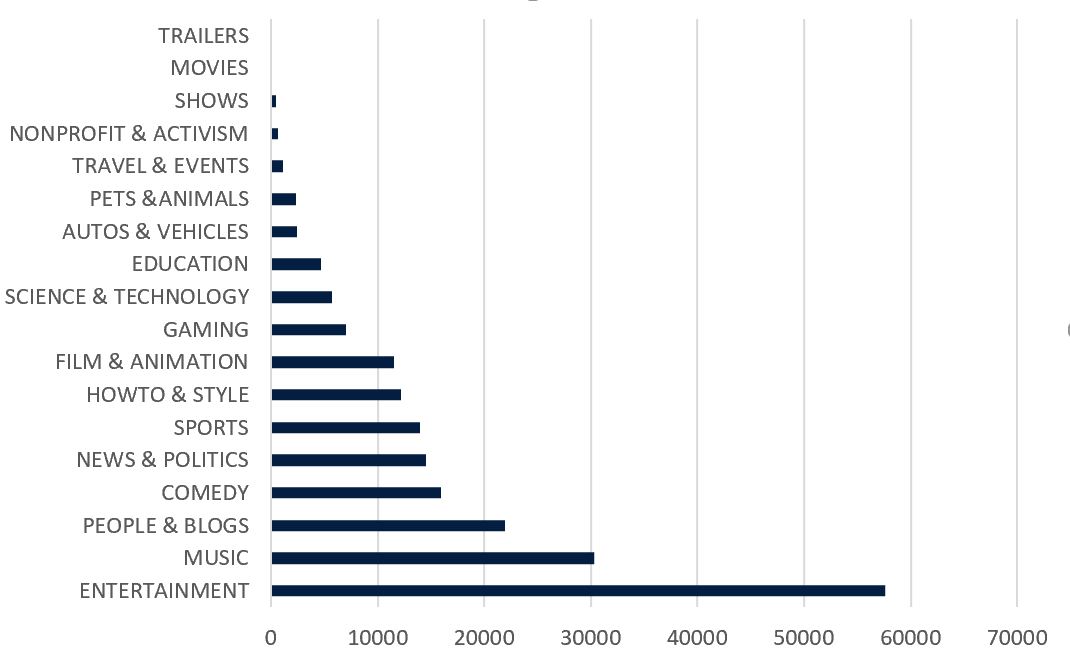 TRAILERS
MOVIES
SHOWS
NONPROFIT & ACTIVISM
TRAVEL & EVENTS
PETS &ANIMALS
AUTOS & VEHICLES
EDUCATION
SCIENCE & TECHNOLOGY
GAMING
FILM & ANIMATION
HOWTO & STYLE
SPORTS
NEWS & POLITICS
COMEDY
PEOPLE & BLOGS
MUSIC
ENTERTAINMENT
0 10000 20000 30000 40000 50000 60000 70000